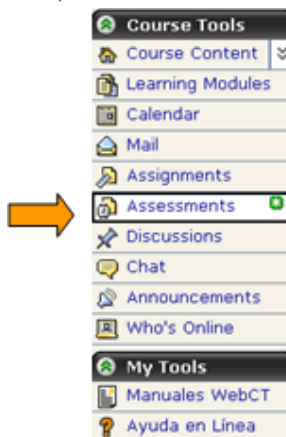 Course Tools
Course Content
Learning Modules
Calendar
Mail
Assignments
Assessments
Discussions
Chat
Announcements
Who's Online
My Tools
Manuales WebCT
Ayuda en Línea